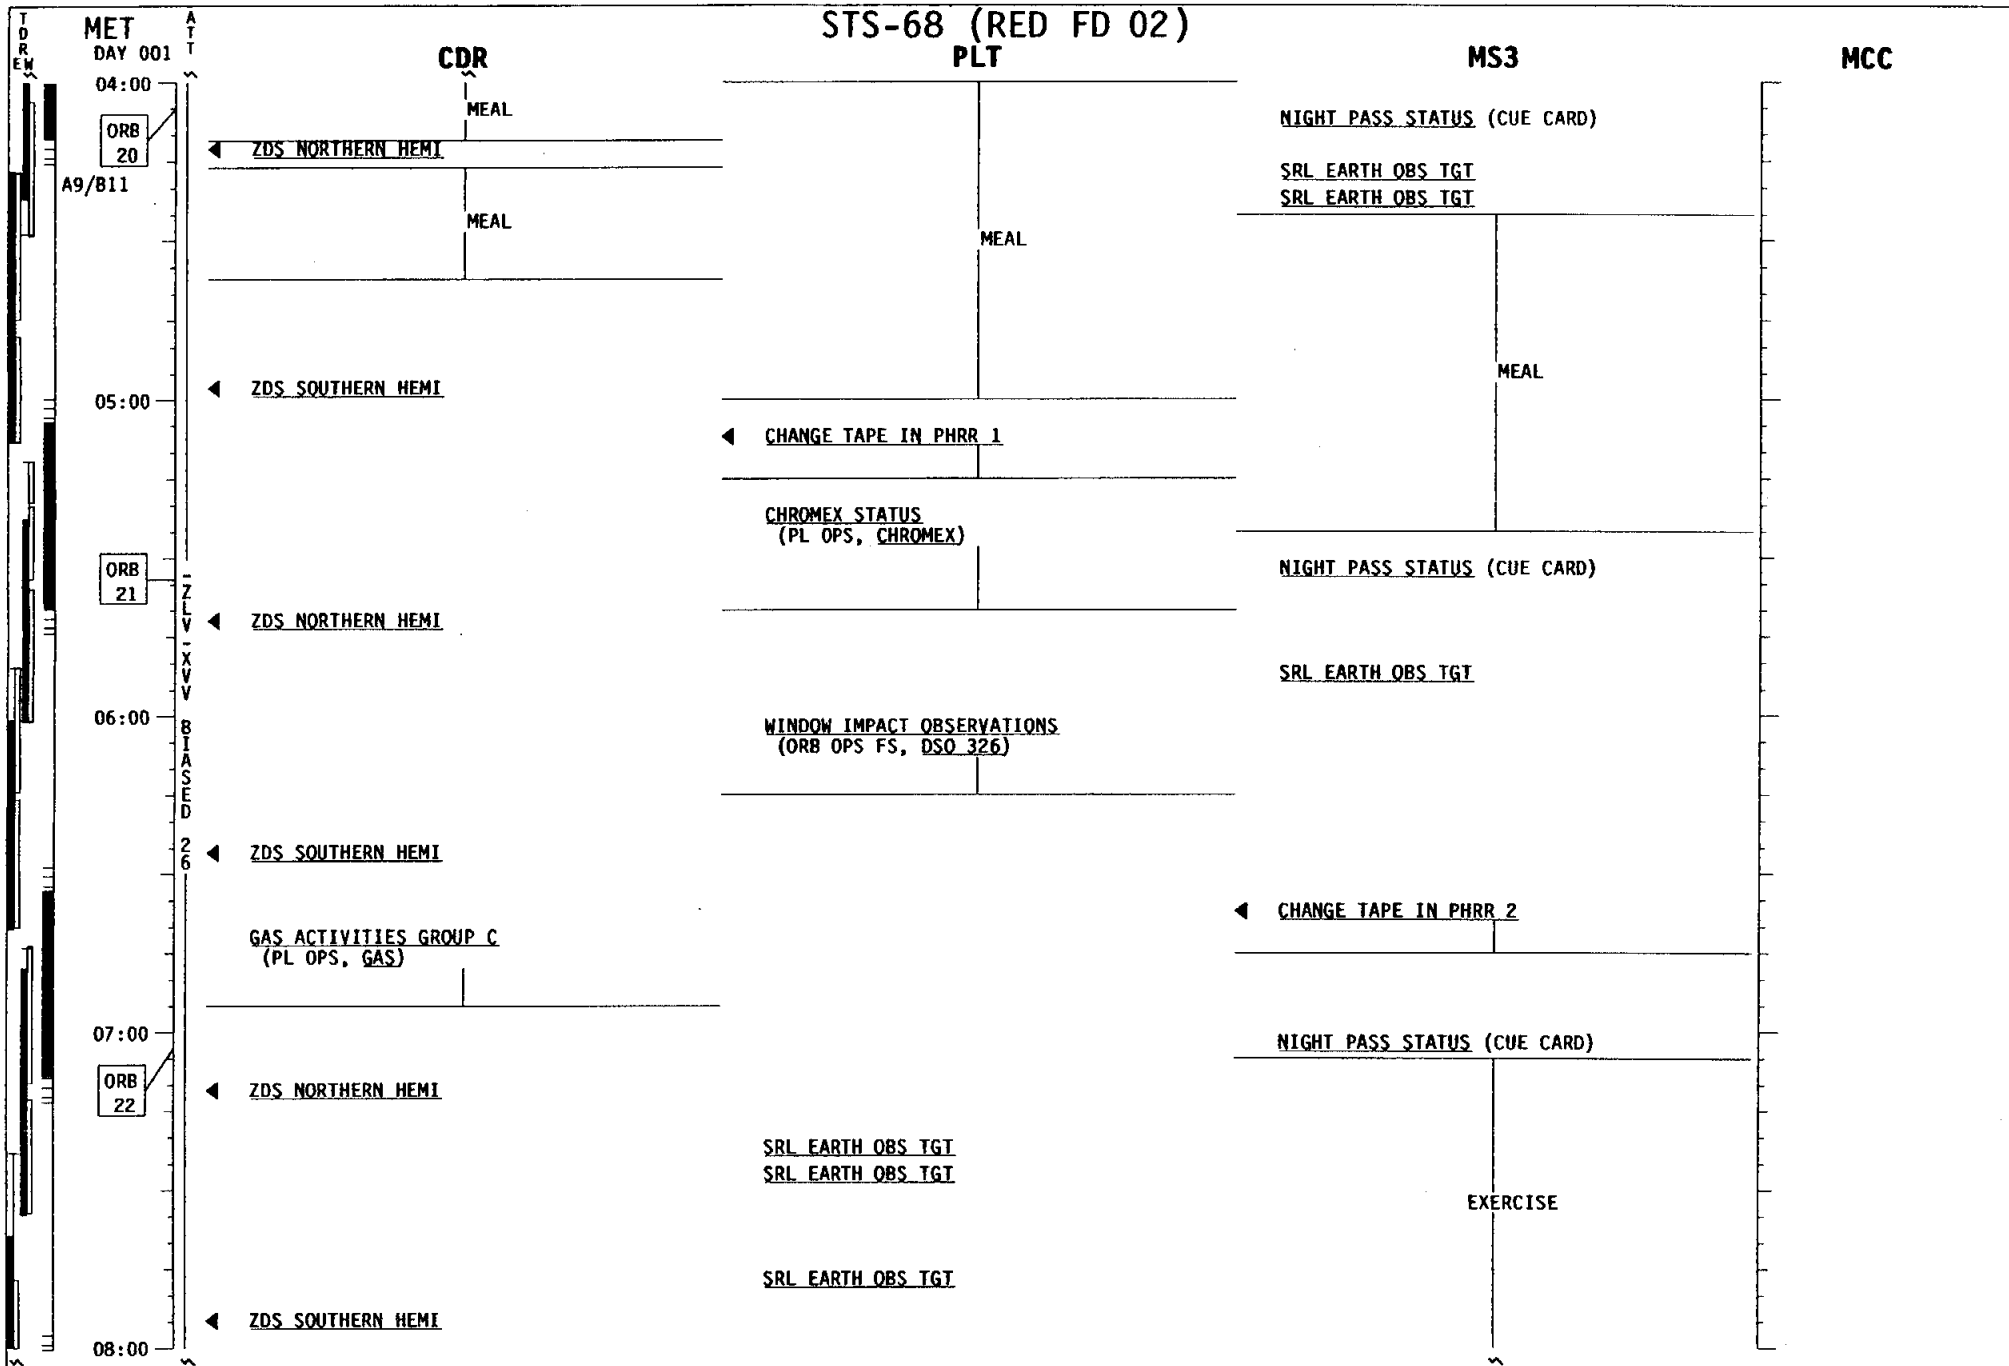 STS-68 (RED FD 02)
TDRE W
MET
DAY 001
ATT
CDR
PLT
MS3
MCC
04:00
MEAL
NIGHT PASS STATUS (CUE CARD)
ORB
20
ZDS NORTHERN HEMI
SRL EARTH OBS TGT
A9/B11
SRL EARTH OBS TGT
MEAL
MEAL
MEAL
ZDS SOUTHERN HEMI
05:00
CHANGE TAPE IN PHRR 1
CHROMEX STATUS
(PL OPS, CHROMEX)
ORB
21
NIGHT PASS STATUS (CUE CARD)
-ZLV -XVV BIASED 26
ZDS NORTHERN HEMI
SRL EARTH OBS TGT
06:00
WINDOW IMPACT OBSERVATIONS
(ORB OPS FS, DSO 326)
ZDS SOUTHERN HEMI
CHANGE TAPE IN PHRR 2
GAS ACTIVITIES GROUP C
(PL OPS, GAS)
07:00
NIGHT PASS STATUS (CUE CARD)
ORB
22
ZDS NORTHERN HEMI
SRL EARTH OBS TGT
SRL EARTH OBS TGT
EXERCISE
SRL EARTH OBS TGT
ZDS SOUTHERN HEMI
08:00